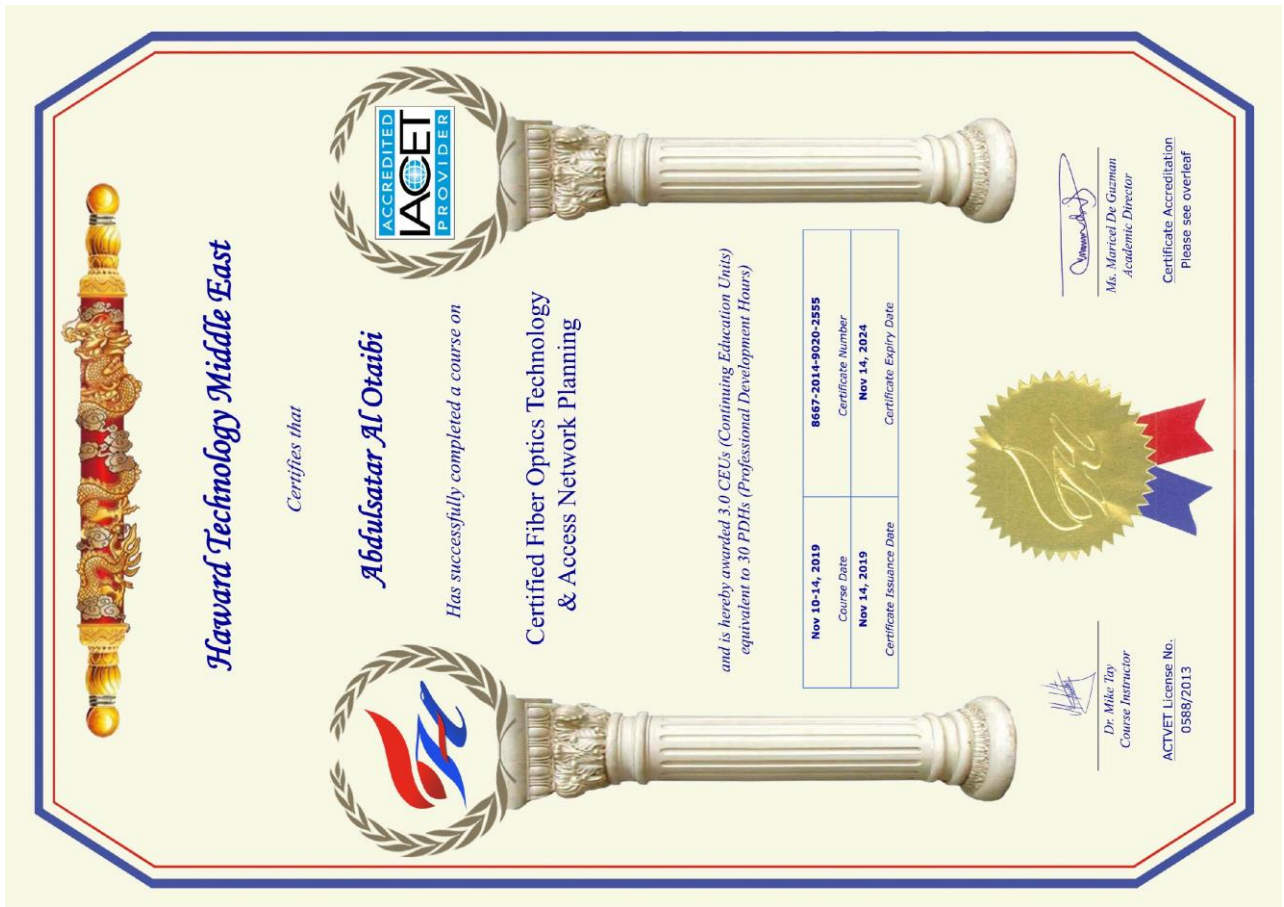 Haward Technology Middle East
Certifies that
Abdulsatar Al Otaibi
ACCREDITED
IACET
PROVIDER
Has successfully completed a course on
Certified Fiber Optics Technology
& Access Network Planning
and is hereby awarded 3.0 CEUs (Continuing Education Units)
equivalent to 30 PDHs (Professional Development Hours)
Nov 10-14, 2019 8667-2014-9020-2555
Course Date Certificate Number
Nov 14, 2019 Nov 14, 2024
Certificate Issuance Date Certificate Expiry Date
Dr. Mike Tay Ms. Maricel De Guzman
Course Instructor Academic Director
ACTVET License No. Certificate Accreditation
0588/2013 Please see overleaf